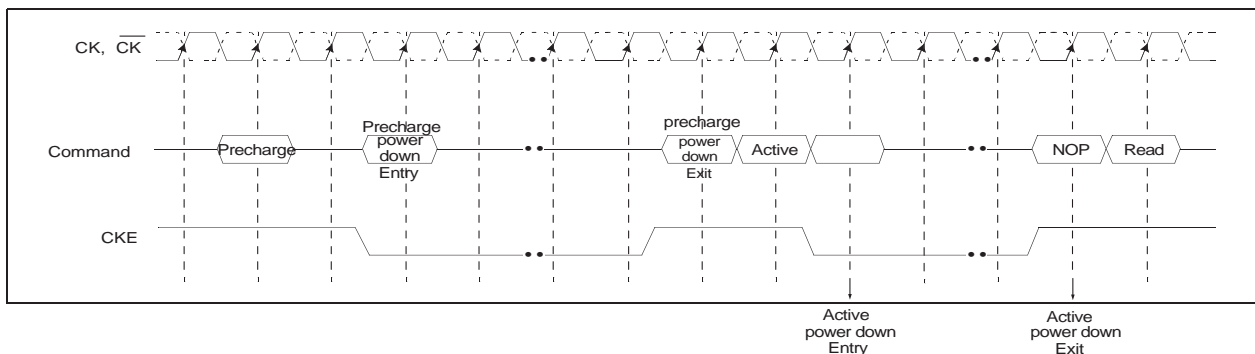 CK, CK
Command
Precharge
Precharge
power
down
Entry
precharge
power
down
Exit
Active
NOP
Read
CKE
Active
power down
Entry
Active
power down
Exit